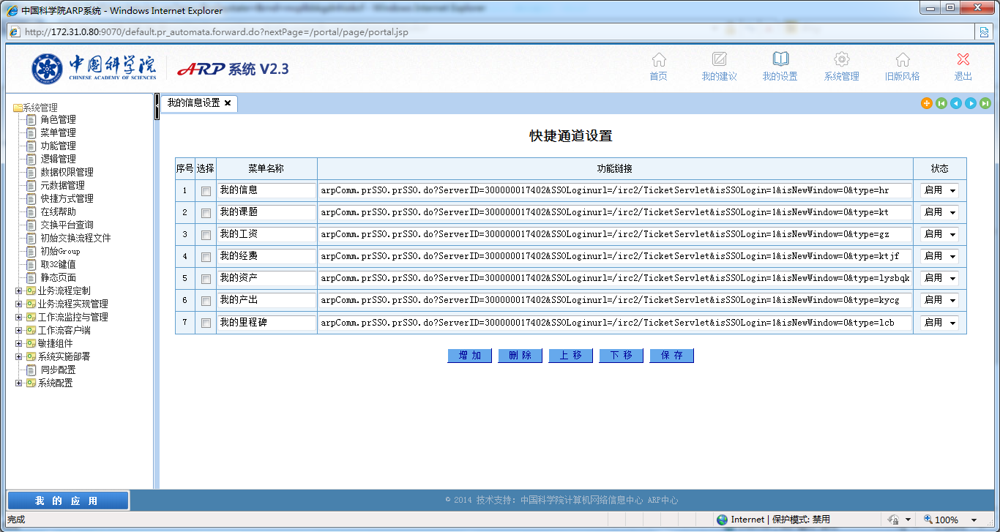 中国科学院ARP系统 - Windows Internet Explorer
http://172.31.0.80:9070/default.pr_automata.forward.do?nextPage=/portal/page/portal.jsp
中国科学院
CHINESE ACADEMY OF SCIENCES
ARP 系统 V2.3
首页 我的建议 我的设置 系统管理 旧版风格 退出
系统管理
角色管理
菜单管理
功能管理
逻辑管理
数据权限管理
元数据管理
快捷方式管理
在线帮助
交换平台查询
初始交换流程文件
初始Group
取32键值
静态页面
业务流程定制
业务流程实现管理
工作流监控与管理
工作流客户端
敏捷组件
系统实施部署
同步配置
系统配置
我的信息设置
快捷通道设置
序号 选择 菜单名称 功能链接 状态
1 我的信息 arpComm.prSSO.prSSO.do?ServerID=300000017402&SSOLoginurl=/irc2/TicketServlet&isSSOLogin=1&isNewWindow=0&type=hr 启用
2 我的课题 arpComm.prSSO.prSSO.do?ServerID=300000017402&SSOLoginurl=/irc2/TicketServlet&isSSOLogin=1&isNewWindow=0&type=kt 启用
3 我的工资 arpComm.prSSO.prSSO.do?ServerID=300000017402&SSOLoginurl=/irc2/TicketServlet&isSSOLogin=1&isNewWindow=0&type=gz 启用
4 我的经费 arpComm.prSSO.prSSO.do?ServerID=300000017402&SSOLoginurl=/irc2/TicketServlet&isSSOLogin=1&isNewWindow=0&type=ktjf 启用
5 我的资产 arpComm.prSSO.prSSO.do?ServerID=300000017402&SSOLoginurl=/irc2/TicketServlet&isSSOLogin=1&isNewWindow=0&type=lysbqk 启用
6 我的产出 arpComm.prSSO.prSSO.do?ServerID=300000017402&SSOLoginurl=/irc2/TicketServlet&isSSOLogin=1&isNewWindow=0&type=kycg 启用
7 我的里程碑 arpComm.prSSO.prSSO.do?ServerID=300000017402&SSOLoginurl=/irc2/TicketServlet&isSSOLogin=1&isNewWindow=0&type=lcb 启用
增 加 删 除 上 移 下 移 保 存
我 的 应 用
© 2014 技术支持：中国科学院计算机网络信息中心 ARP中心
完成
Internet | 保护模式: 禁用
100%